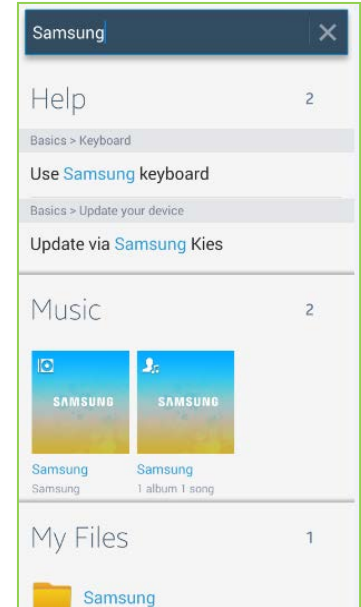 Samsung
Help 2
Basics > Keyboard
Use Samsung keyboard
Basics > Update your device
Update via Samsung Kies
Music 2
SAMSUNG SAMSUNG
Samsung Samsung
Samsung 1 album 1 song
My Files 1
Samsung